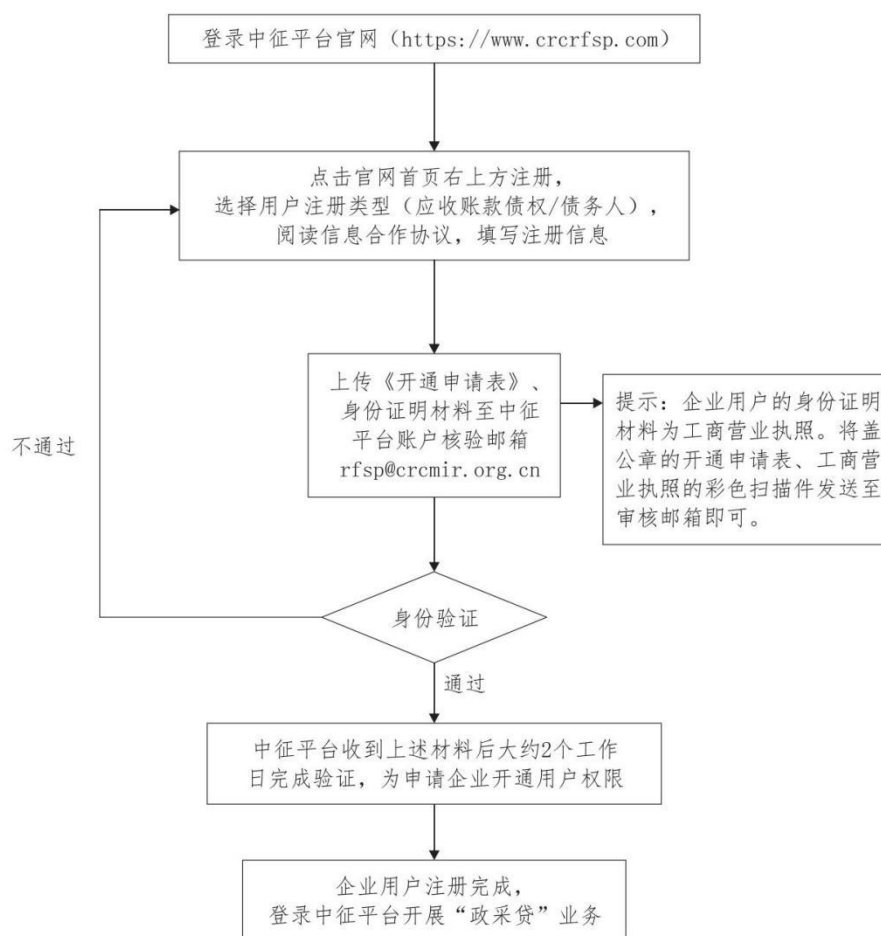 登录中征平台官网（https://www.crcrfsp.com）
点击官网首页右上方注册，
选择用户注册类型（应收账款债权/债务人），
阅读信息合作协议，填写注册信息
上传《开通申请表》、
身份证明材料至中征
平台账户核验邮箱
rfsp@crcmir.org.cn
提示：企业用户的身份证明
材料为工商营业执照。将盖
公章的开通申请表、工商营
业执照的彩色扫描件发送至
审核邮箱即可。
不通过
身份验证
通过
中征平台收到上述材料后大约2个工作
日完成验证，为申请企业开通用户权限
企业用户注册完成，
登录中征平台开展“政采贷”业务